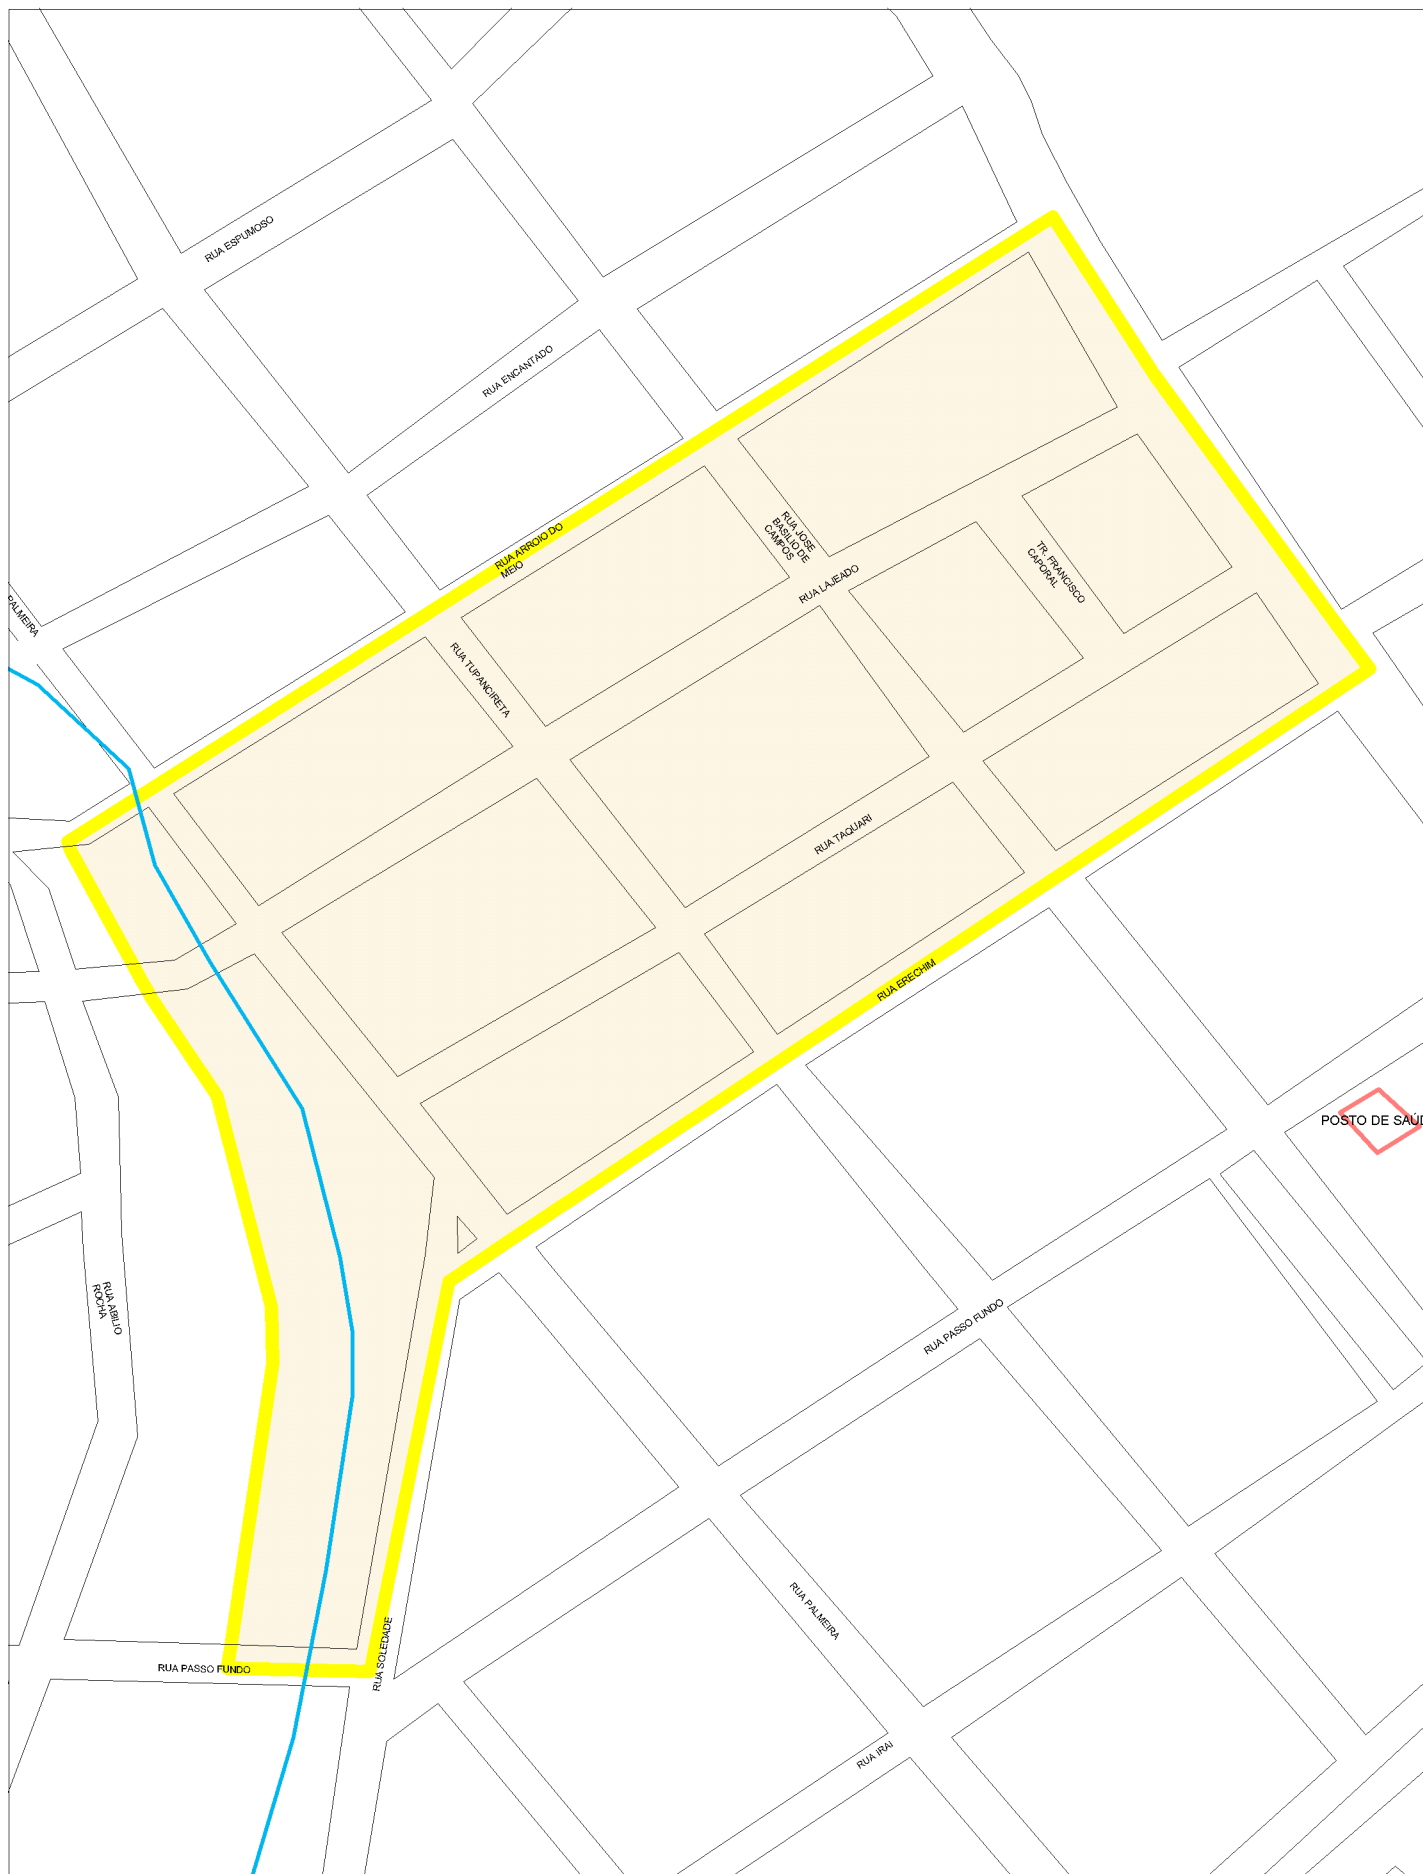 RUA ESPUMOSO
RUA ENCANTADO
RUA ARROIO DO
MEIO
RUA JOSE
BASILIO DE
CAMPOS
TR. FRANCISCO
CAPORAL
RUA LAJEADO
PALMEIRA
RUA TUPANCIRETA
RUA TAQUARI
RUA ERECHIM
POSTO DE SAÚD
RUA ABILIO
ROCHA
RUA PASSO FUNDO
RUA PALMEIRA
RUA SOLEDADE
RUA PASSO FUNDO
RUA IRAI